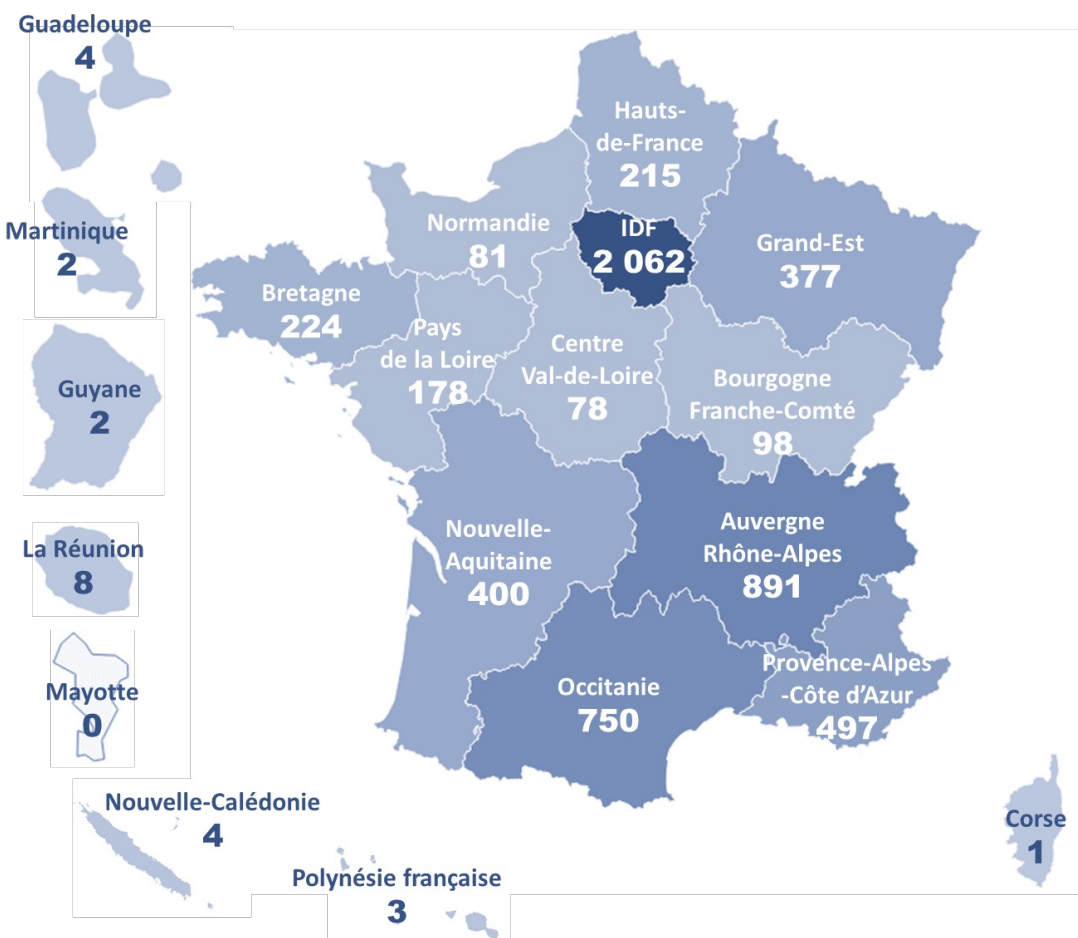 Guadeloupe
4
Martinique
2
Guyane
2
La Réunion
8
Mayotte
0
Nouvelle-Calédonie
4
Polynésie française
3
Hauts-
de-France
215
Normandie
81
IDF
2 062
Grand-Est
377
Bretagne
224
Pays
de la Loire
178
Centre
Val-de-Loire
78
Bourgogne
Franche-Comté
98
Nouvelle-
Aquitaine
400
Auvergne
Rhône-Alpes
891
Occitanie
750
Provence-Alpes
-Côte d’Azur
497
Corse
1